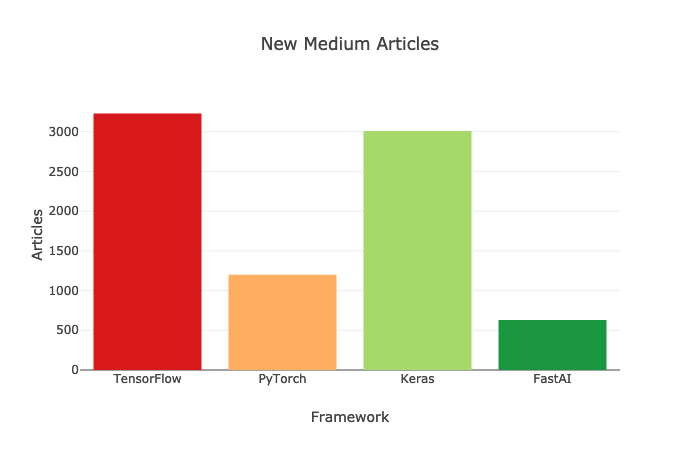 New Medium Articles
3000
2500
2000
1500
1000
500
0
Articles
TensorFlow
PyTorch
Keras
FastAI
Framework